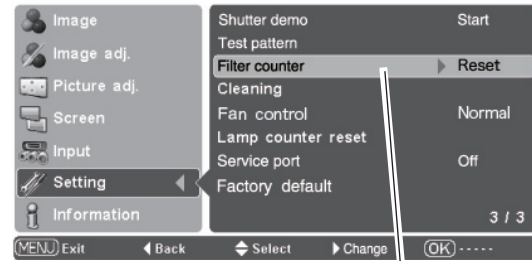 Image
Image adj.
Picture adj.
Screen
Input
Setting
Information
Shutter demo Start
Test pattern
Filter counter Reset
Cleaning
Fan control Normal
Lamp counter reset
Service port Off
Factory default
3 / 3
MENU Exit Back Select Change OK -----